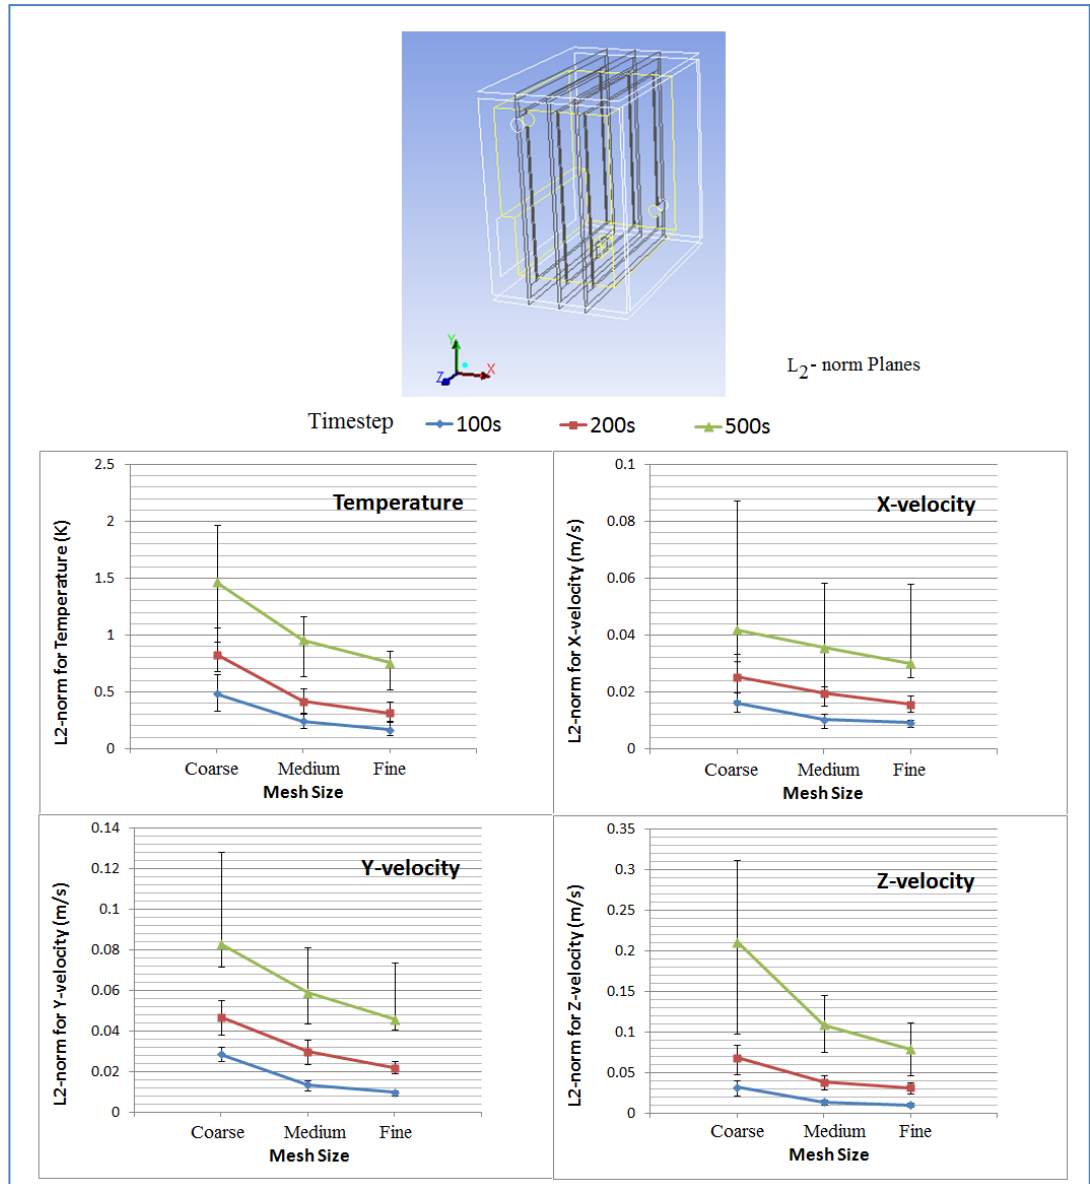 Y
X
Z
L2- norm Planes
Timestep 100s 200s 500s
Temperature
L2-norm for Temperature (K)
2.5
2
1.5
1
0.5
0
Coarse Medium Fine
Mesh Size
X-velocity
L2-norm for X-velocity (m/s)
0.1
0.08
0.06
0.04
0.02
0
Coarse Medium Fine
Mesh Size
Y-velocity
L2-norm for Y-velocity (m/s)
0.14
0.12
0.1
0.08
0.06
0.04
0.02
0
Coarse Medium Fine
Mesh Size
Z-velocity
L2-norm for Z-velocity (m/s)
0.35
0.3
0.25
0.2
0.15
0.1
0.05
0
Coarse Medium Fine
Mesh Size